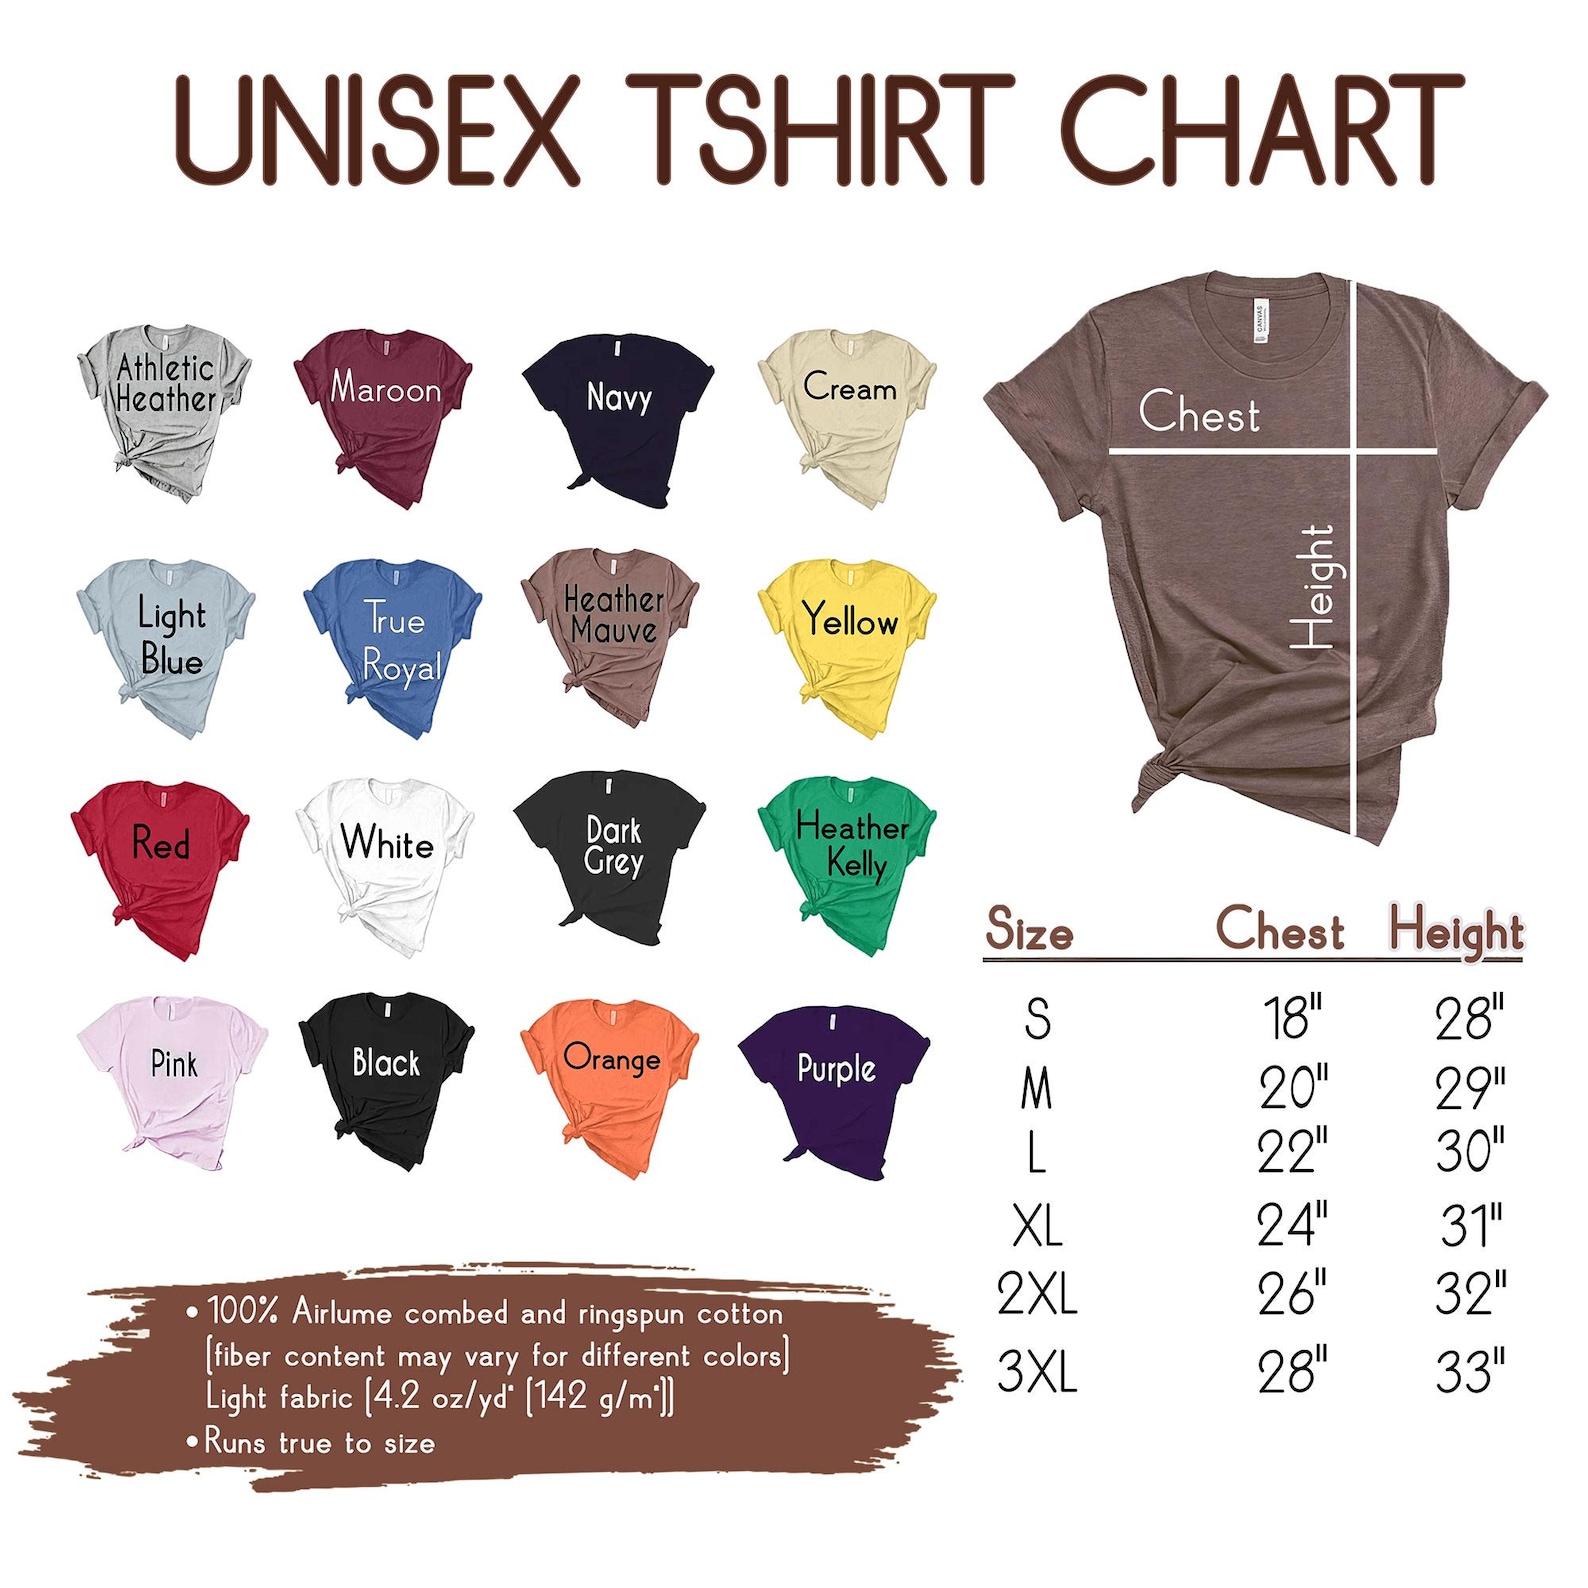 UNISEX TSHIRT CHART
Athletic
Heather
Maroon
Navy
Cream
Light
Blue
True
Royal
Heather
Mauve
Yellow
Red
White
Dark
Grey
Heather
Kelly
Pink
Black
Orange
Purple
CANVAS
Chest
Height
Size Chest Height
S 18" 28"
M 20" 29"
L 22" 30"
XL 24" 31"
2XL 26" 32"
3XL 28" 33"
• 100% Airlume combed and ringspun cotton
(fiber content may vary for different colors)
Light fabric (4.2 oz/yd² (142 g/m²))
• Runs true to size